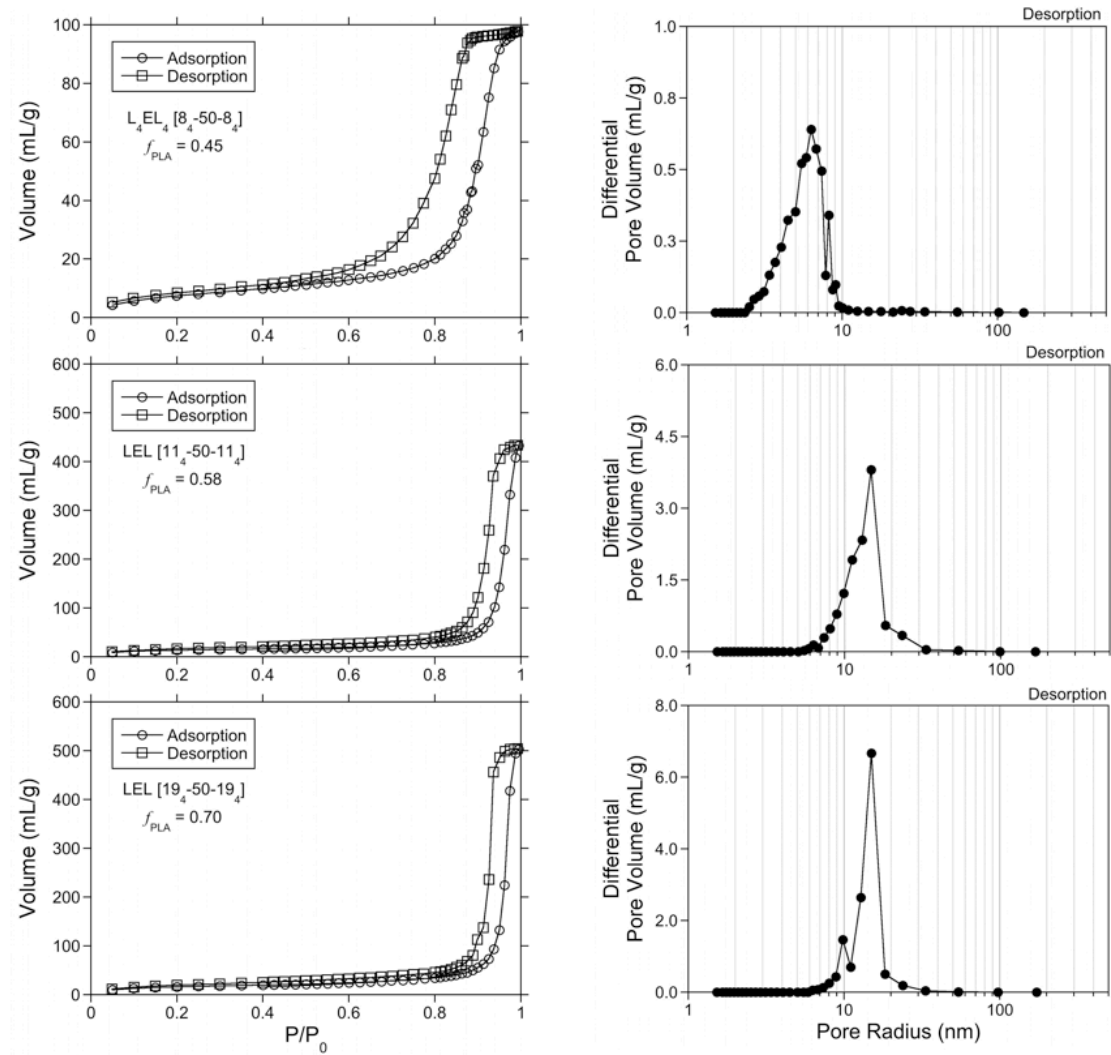 Desorption
100
80
60
40
20
0
Volume (mL/g)
Adsorption
Desorption
L₄EL₄ [8₄-50-8₄]
f_PLA = 0.45
0 0.2 0.4 0.6 0.8 1
1.0
0.8
0.5
0.3
0.0
Differential
Pore Volume (mL/g)
1 10 100
Desorption
600
500
400
300
200
100
0
Volume (mL/g)
Adsorption
Desorption
LEL [11₄-50-11₄]
f_PLA = 0.58
0 0.2 0.4 0.6 0.8 1
6.0
4.5
3.0
1.5
0.0
Differential
Pore Volume (mL/g)
1 10 100
Desorption
600
500
400
300
200
100
0
Volume (mL/g)
Adsorption
Desorption
LEL [19₄-50-19₄]
f_PLA = 0.70
0 0.2 0.4 0.6 0.8 1
P/P₀
8.0
6.0
4.0
2.0
0.0
Differential
Pore Volume (mL/g)
1 10 100
Pore Radius (nm)